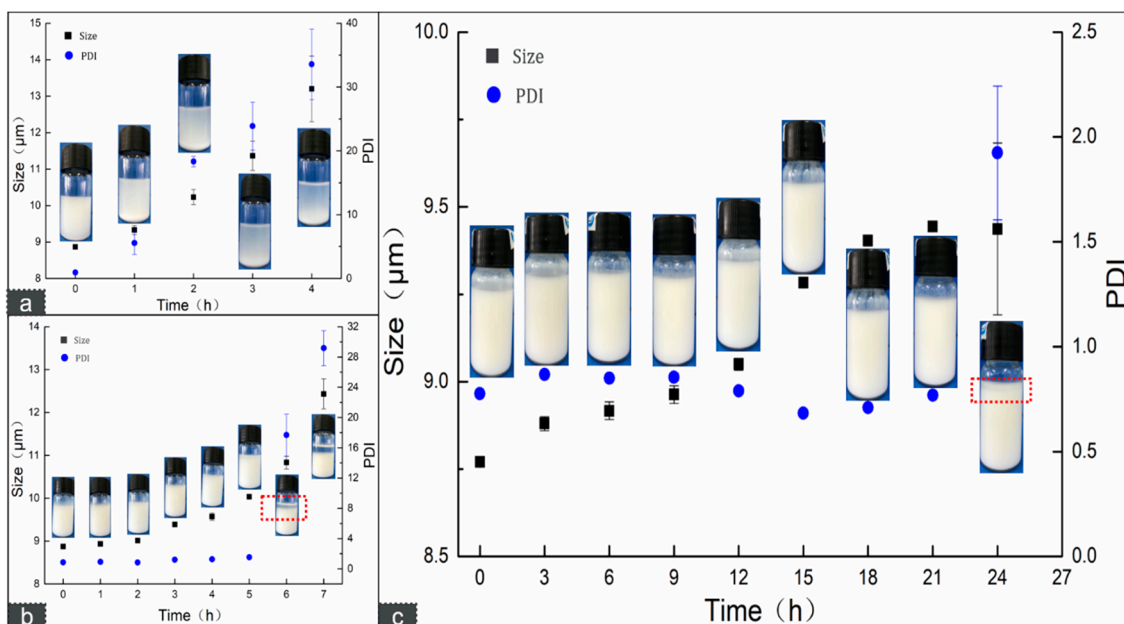 15
14
13
12
11
10
9
8
Size（μm）
Size
PDI
40
30
20
10
0
PDI
0 1 2 3 4
Time（h）
a
14
13
12
11
10
9
8
Size（μm）
Size
PDI
32
28
24
20
16
12
8
4
0
PDI
0 1 2 3 4 5 6 7
Time（h）
b
10.0
9.5
9.0
8.5
Size（μm）
Size
PDI
2.5
2.0
1.5
1.0
0.5
0.0
PDI
0 3 6 9 12 15 18 21 24 27
Time（h）
c